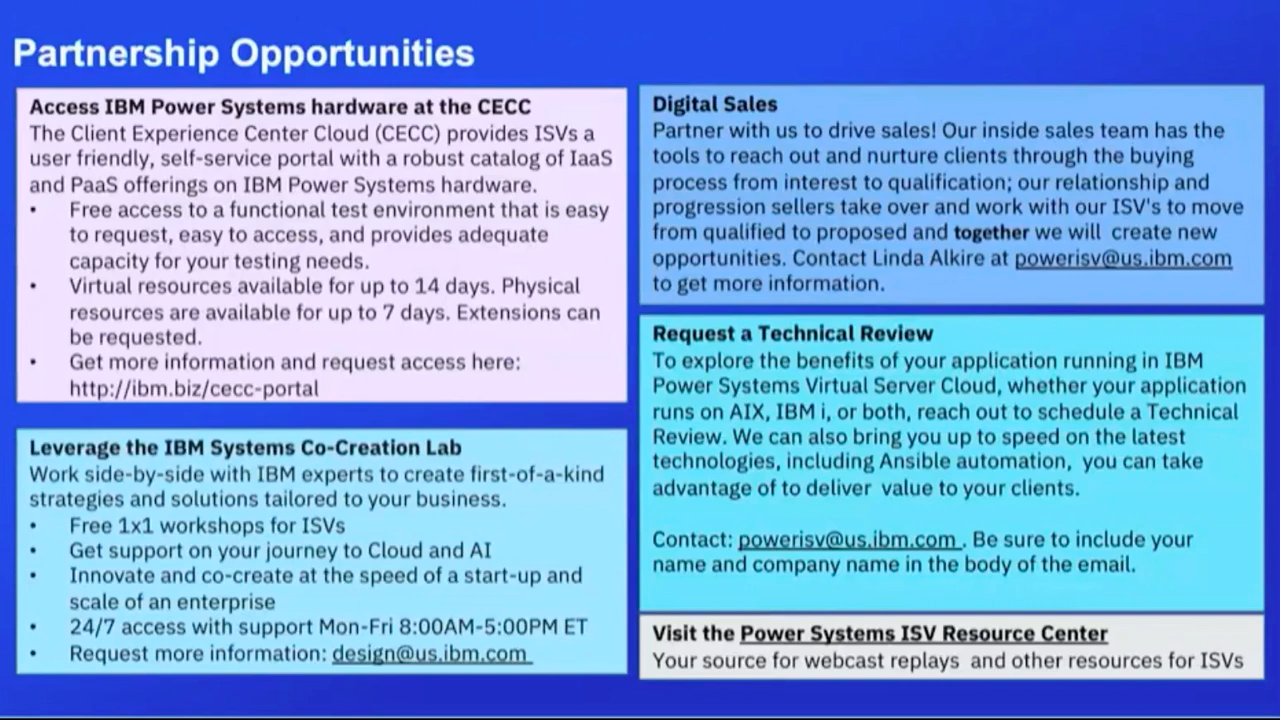 Partnership Opportunities
Access IBM Power Systems hardware at the CECC
The Client Experience Center Cloud (CECC) provides ISVs a
user friendly, self-service portal with a robust catalog of IaaS
and PaaS offerings on IBM Power Systems hardware.
• Free access to a functional test environment that is easy
to request, easy to access, and provides adequate
capacity for your testing needs.
• Virtual resources available for up to 14 days. Physical
resources are available for up to 7 days. Extensions can
be requested.
• Get more information and request access here:
http://ibm.biz/cecc-portal
Leverage the IBM Systems Co-Creation Lab
Work side-by-side with IBM experts to create first-of-a-kind
strategies and solutions tailored to your business.
• Free 1x1 workshops for ISVs
• Get support on your journey to Cloud and AI
• Innovate and co-create at the speed of a start-up and
scale of an enterprise
• 24/7 access with support Mon-Fri 8:00AM-5:00PM ET
• Request more information: design@us.ibm.com
Digital Sales
Partner with us to drive sales! Our inside sales team has the
tools to reach out and nurture clients through the buying
process from interest to qualification; our relationship and
progression sellers take over and work with our ISV's to move
from qualified to proposed and together we will create new
opportunities. Contact Linda Alkire at powerisv@us.ibm.com
to get more information.
Request a Technical Review
To explore the benefits of your application running in IBM
Power Systems Virtual Server Cloud, whether your application
runs on AIX, IBM i, or both, reach out to schedule a Technical
Review. We can also bring you up to speed on the latest
technologies, including Ansible automation, you can take
advantage of to deliver value to your clients.
Contact: powerisv@us.ibm.com . Be sure to include your
name and company name in the body of the email.
Visit the Power Systems ISV Resource Center
Your source for webcast replays and other resources for ISVs